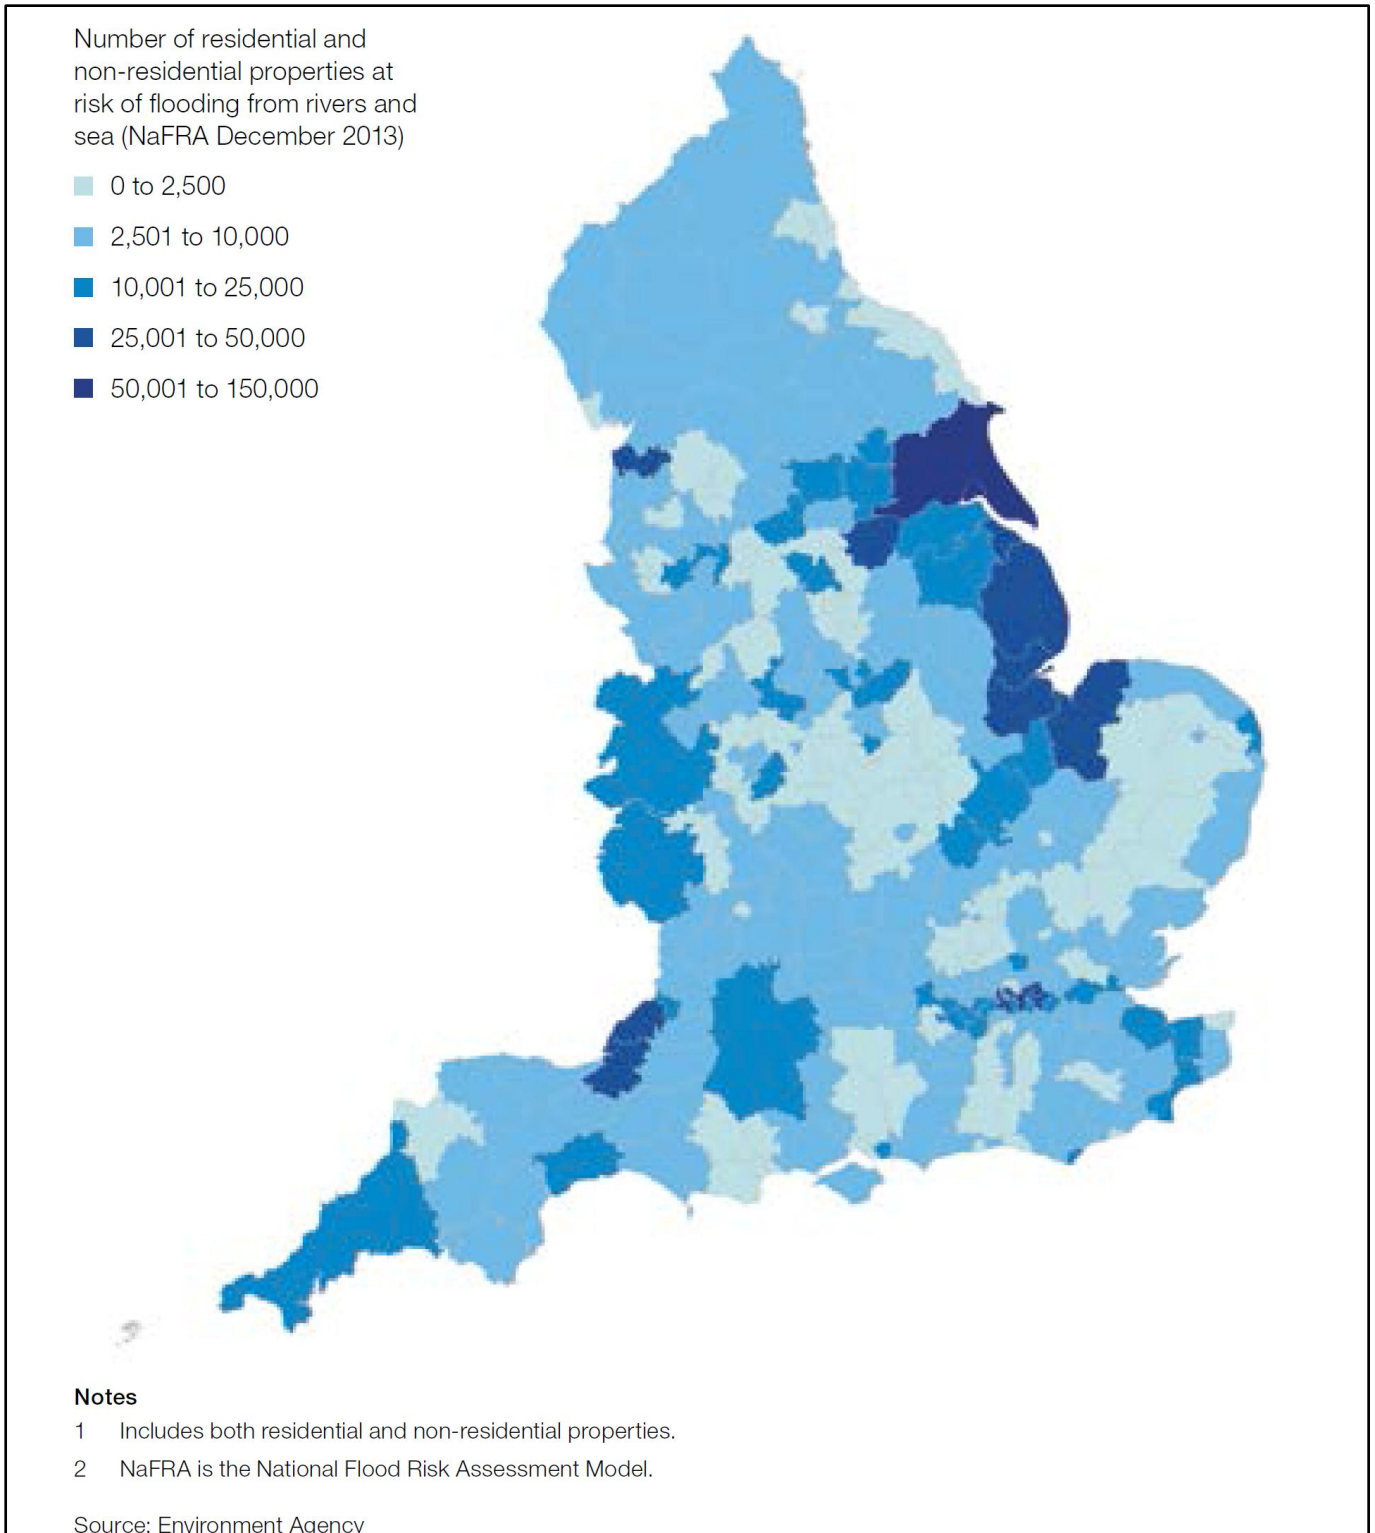 Number of residential and
non-residential properties at
risk of flooding from rivers and
sea (NaFRA December 2013)
0 to 2,500
2,501 to 10,000
10,001 to 25,000
25,001 to 50,000
50,001 to 150,000
Notes
1 Includes both residential and non-residential properties.
2 NaFRA is the National Flood Risk Assessment Model.
Source: Environment Agency